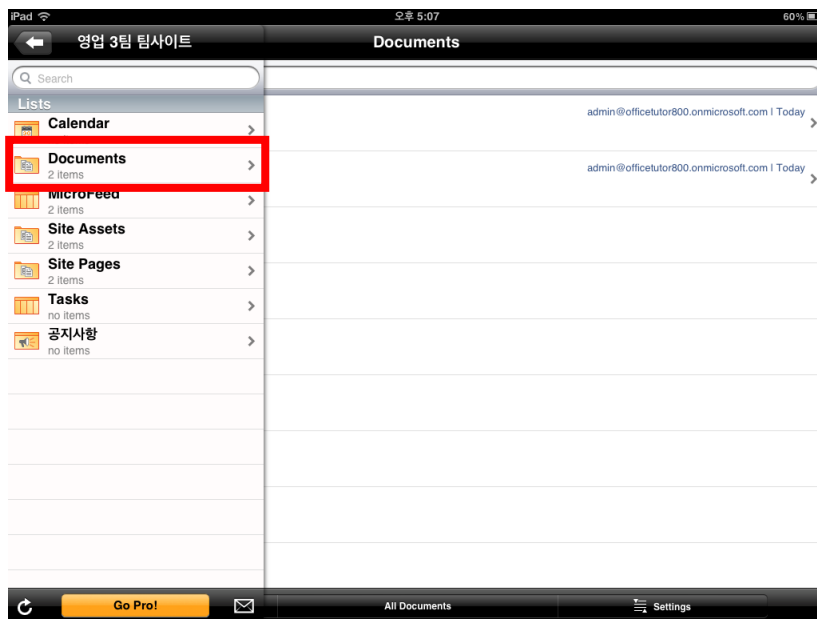 iPad 오후 5:07 60%
영업 3팀 팀사이트 Documents
Search
Lists
Calendar
admin@officetutor800.onmicrosoft.com | Today
Documents
2 items
admin@officetutor800.onmicrosoft.com | Today
MicroFeed
2 items
Site Assets
2 items
Site Pages
2 items
Tasks
no items
공지사항
no items
Go Pro! All Documents Settings